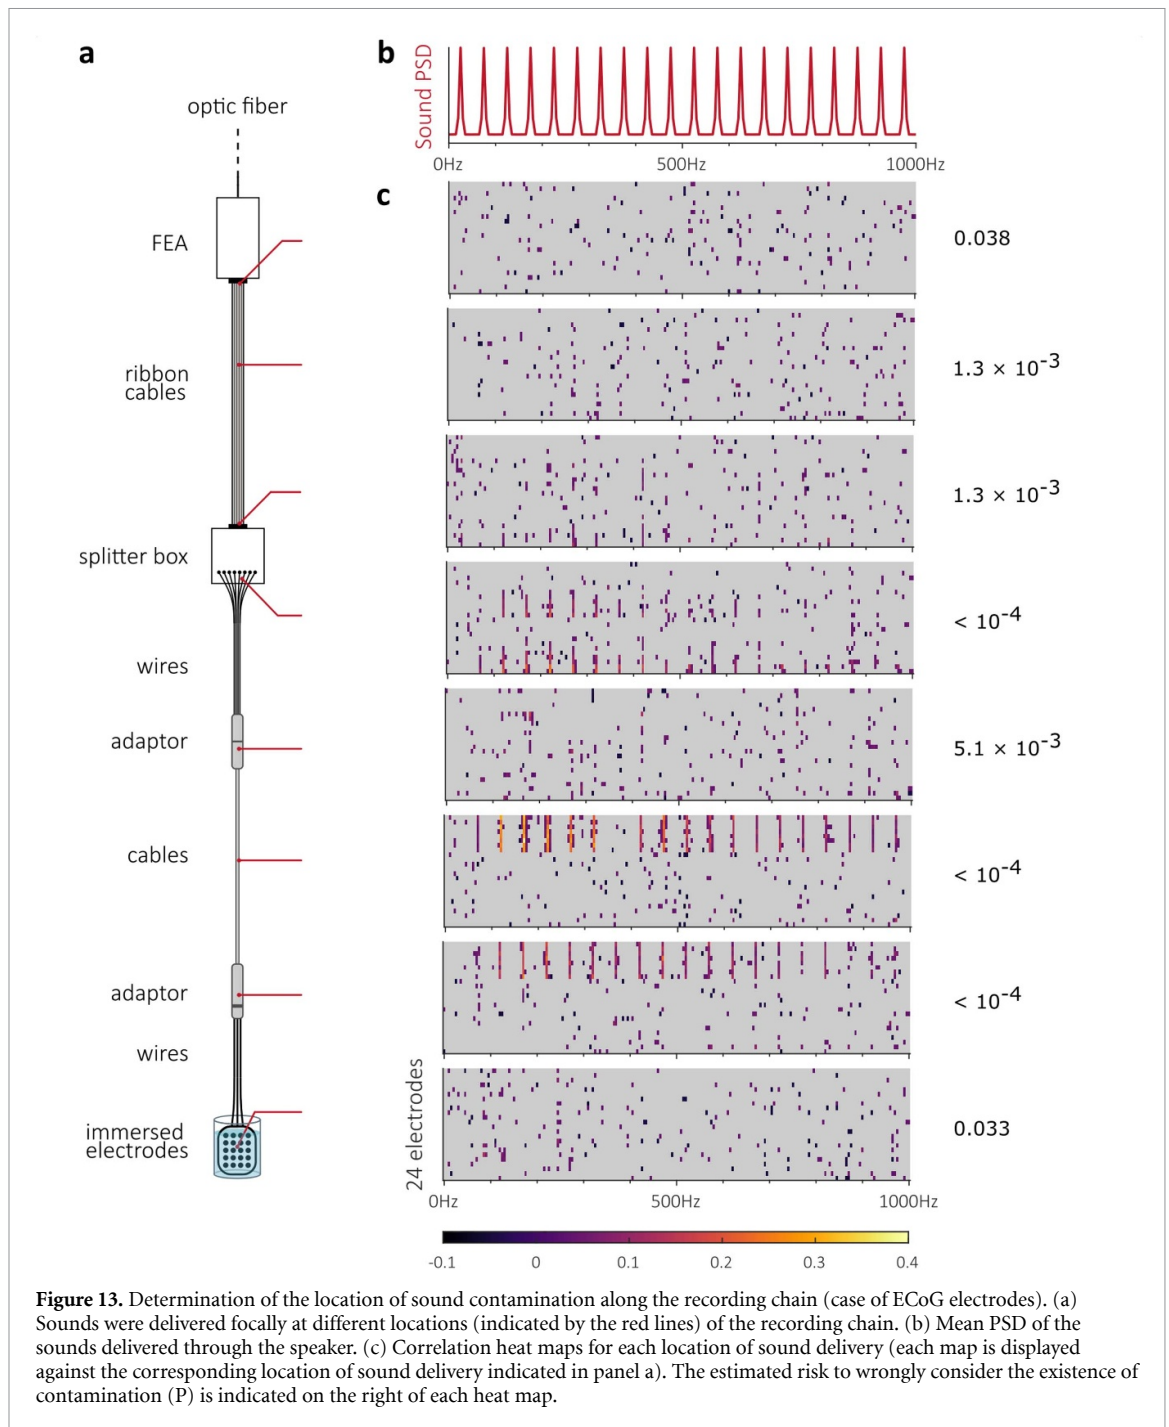 a
optic fiber
FEA
ribbon
cables
splitter box
wires
adaptor
cables
adaptor
wires
immersed
electrodes
b
Sound PSD
0Hz 500Hz 1000Hz
c
0.038
1.3 × 10-3
1.3 × 10-3
< 10-4
5.1 × 10-3
< 10-4
< 10-4
0.033
24 electrodes
0Hz 500Hz 1000Hz
-0.1 0 0.1 0.2 0.3 0.4
Figure 13. Determination of the location of sound contamination along the recording chain (case of ECoG electrodes). (a)
Sounds were delivered focally at different locations (indicated by the red lines) of the recording chain. (b) Mean PSD of the
sounds delivered through the speaker. (c) Correlation heat maps for each location of sound delivery (each map is displayed
against the corresponding location of sound delivery indicated in panel a). The estimated risk to wrongly consider the existence of
contamination (P) is indicated on the right of each heat map.